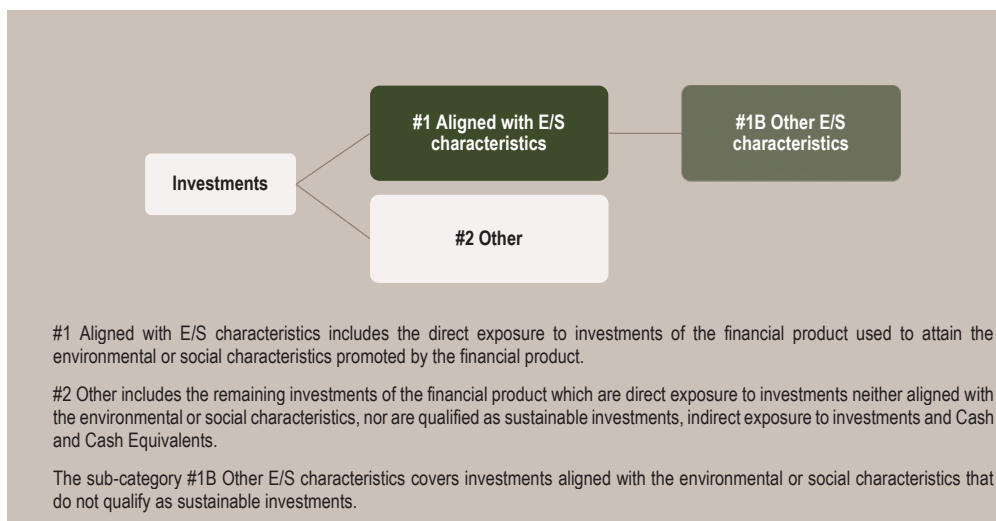 #1 Aligned with E/S
characteristics
#1B Other E/S
characteristics
Investments
#2 Other
#1 Aligned with E/S characteristics includes the direct exposure to investments of the financial product used to attain the
environmental or social characteristics promoted by the financial product.
#2 Other includes the remaining investments of the financial product which are direct exposure to investments neither aligned with
the environmental or social characteristics, nor are qualified as sustainable investments, indirect exposure to investments and Cash
and Cash Equivalents.
The sub-category #1B Other E/S characteristics covers investments aligned with the environmental or social characteristics that
do not qualify as sustainable investments.